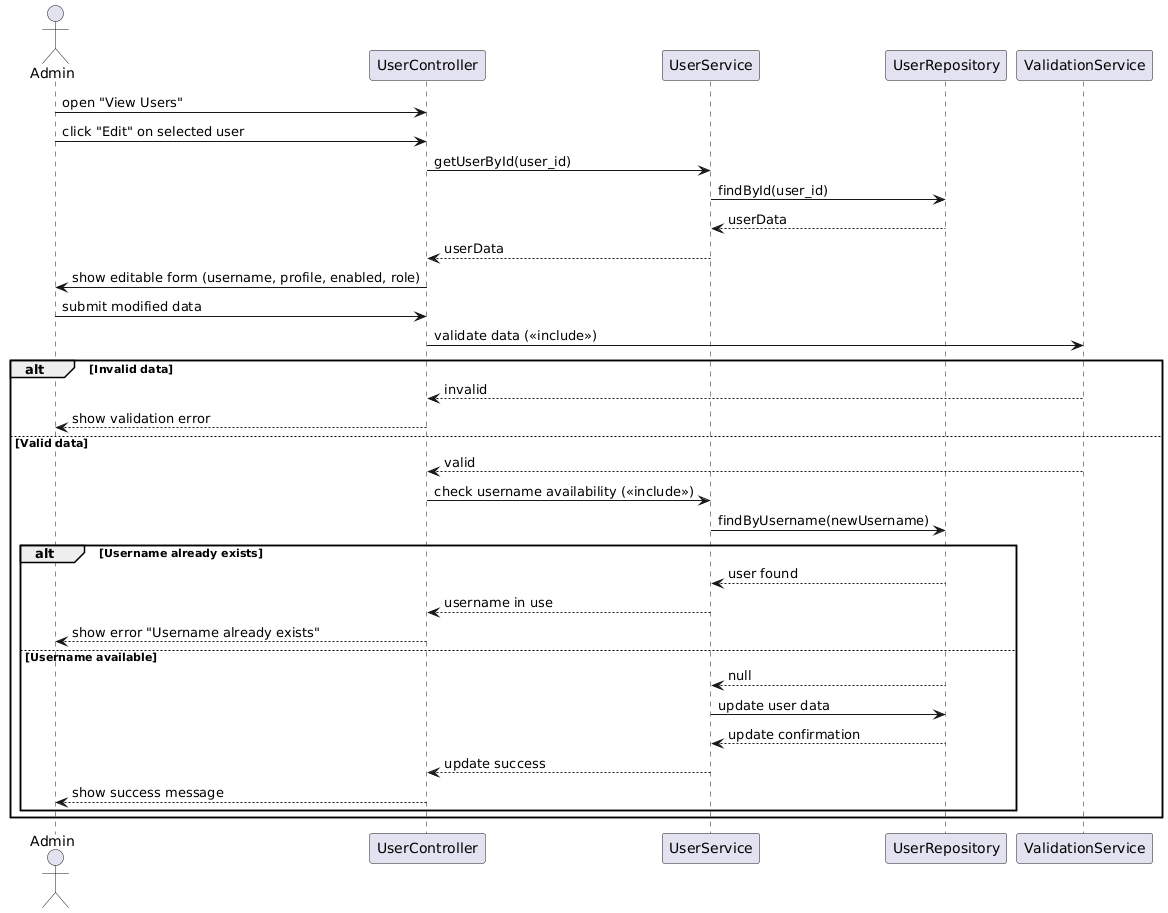 Admin
UserController
UserService
UserRepository
ValidationService
open "View Users"
click "Edit" on selected user
getUserById(user_id)
findById(user_id)
userData
userData
show editable form (username, profile, enabled, role)
submit modified data
validate data («include»)
alt
[Invalid data]
invalid
show validation error
[Valid data]
valid
check username availability («include»)
findByUsername(newUsername)
alt
[Username already exists]
user found
username in use
show error "Username already exists"
[Username available]
null
update user data
update confirmation
update success
show success message
Admin
UserController
UserService
UserRepository
ValidationService